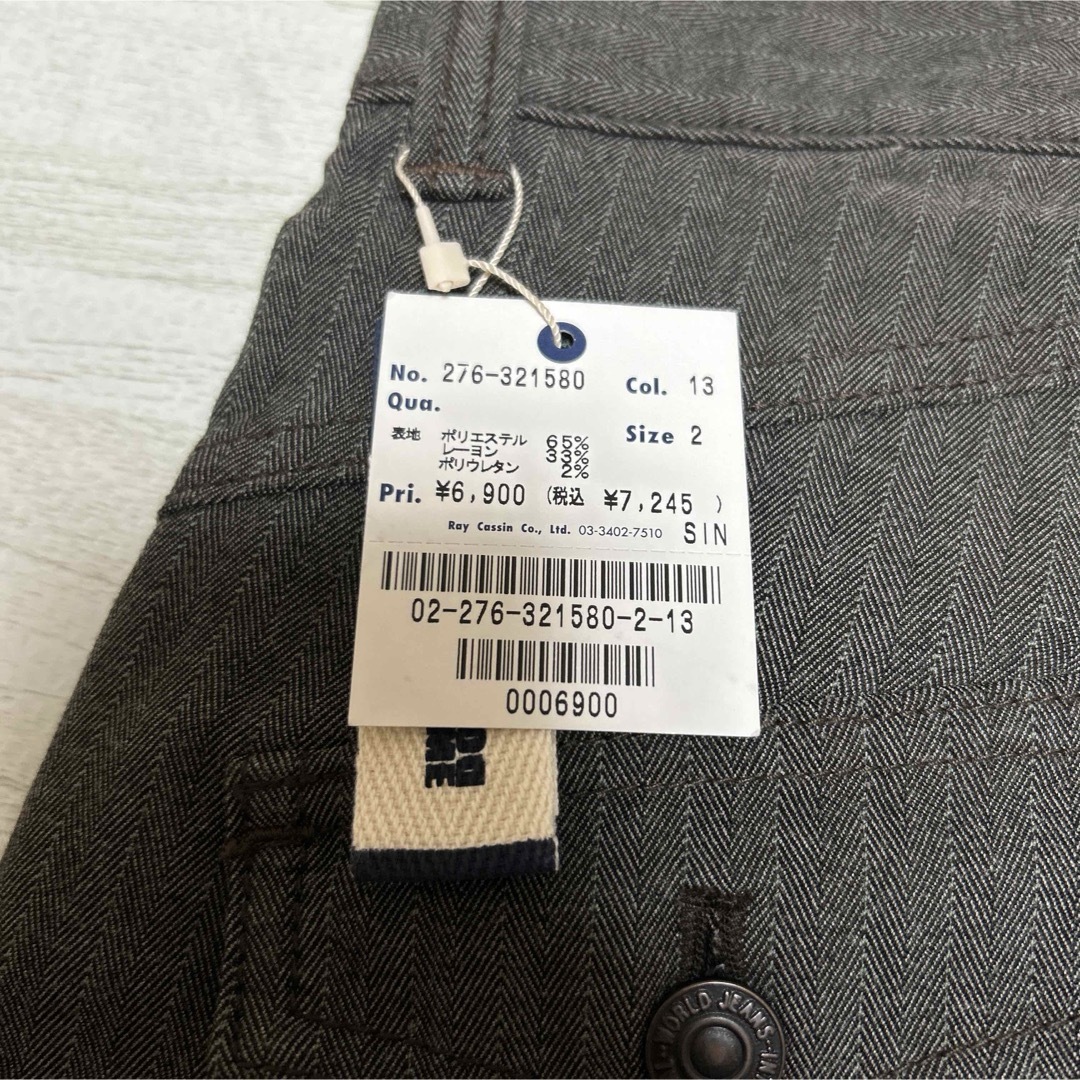 No. 276-321580 Col. 13
Qua.
表地 ポリエステル 65% Size 2
レーヨン 33%
ポリウレタン 2%
Pri. ¥6,900 (税込 ¥7,245 )
Ray Cassin Co., Ltd. 03-3402-7510 SIN
02-276-321580-2-13
0006900
WORLD JEANS